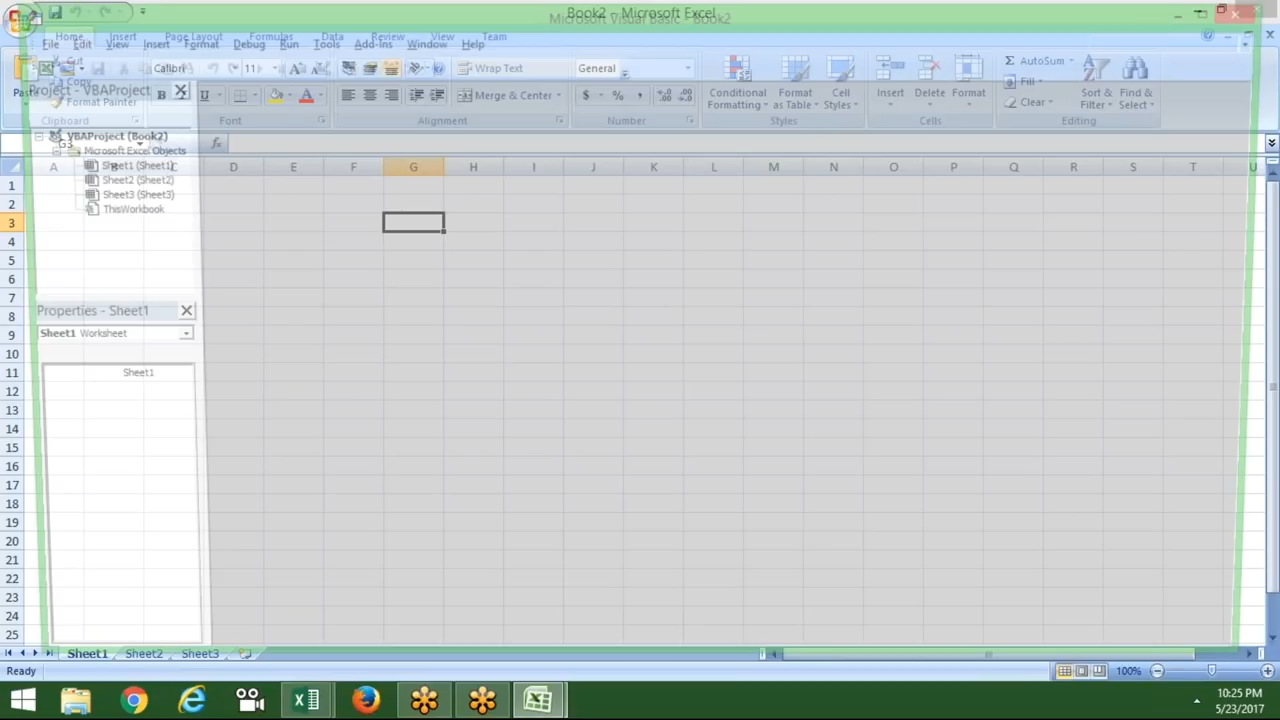 Book2 - Microsoft Excel
Microsoft Visual Basic - Book2
Home Insert Page Layout Formulas Data Review View Team
File Edit View Insert Format Debug Run Tools Add-Ins Window Help
Cut
Copy
Format Painter
Paste
Clipboard
Calibri 11
B U A
Font
Wrap Text
Merge & Center
Alignment
General
$ % ,
Number
Conditional Formatting
Format as Table
Cell Styles
Styles
Insert Delete Format
Cells
Σ AutoSum
Fill
Clear
Sort & Filter
Find & Select
Editing
Project - VBAProject
VBAProject (Book2)
Microsoft Excel Objects
Sheet1 (Sheet1)
Sheet2 (Sheet2)
Sheet3 (Sheet3)
ThisWorkbook
G3 fx
A B C D E F G H I J K L M N O P Q R S T U
1
2
3
4
5
6
7
8
9
10
11
12
13
14
15
16
17
18
19
20
21
22
23
24
25
Properties - Sheet1
Sheet1 Worksheet
Sheet1
Sheet1 Sheet2 Sheet3
Ready
100%
10:25 PM
5/23/2017